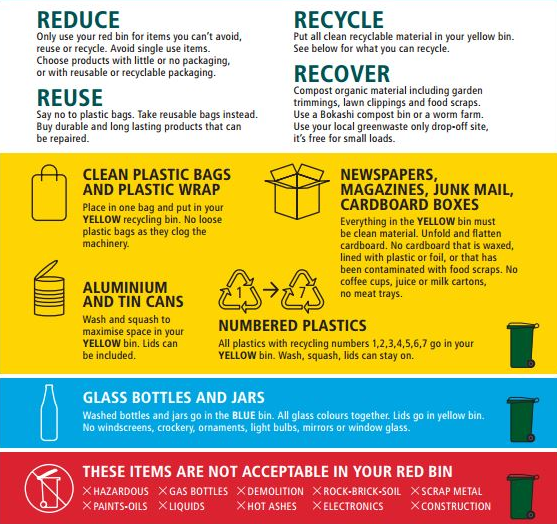 REDUCE
Only use your red bin for items you can't avoid,
reuse or recycle. Avoid single use items.
Choose products with little or no packaging,
or with reusable or recyclable packaging.
REUSE
Say no to plastic bags. Take reusable bags instead.
Buy durable and long lasting products that can
be repaired.
RECYCLE
Put all clean recyclable material in your yellow bin.
See below for what you can recycle.
RECOVER
Compost organic material including garden
trimmings, lawn clippings and food scraps.
Use a Bokashi compost bin or a worm farm.
Use your local greenwaste only drop-off site,
it's free for small loads.
CLEAN PLASTIC BAGS
AND PLASTIC WRAP
Place in one bag and put in your
YELLOW recycling bin. No loose
plastic bags as they clog the
machinery.
NEWSPAPERS,
MAGAZINES, JUNK MAIL,
CARDBOARD BOXES
Everything in the YELLOW bin must
be clean material. Unfold and flatten
cardboard. No cardboard that is waxed,
lined with plastic or foil, or that has
been contaminated with food scraps. No
coffee cups, juice or milk cartons,
no meat trays.
ALUMINIUM
AND TIN CANS
Wash and squash to
maximise space in your
YELLOW bin. Lids can
be included.
1 7
NUMBERED PLASTICS
All plastics with recycling numbers 1,2,3,4,5,6,7 go in your
YELLOW bin. Wash, squash, lids can stay on.
GLASS BOTTLES AND JARS
Washed bottles and jars go in the BLUE bin. All glass colours together. Lids go in yellow bin.
No windscreens, crockery, ornaments, light bulbs, mirrors or window glass.
THESE ITEMS ARE NOT ACCEPTABLE IN YOUR RED BIN
X HAZARDOUS X GAS BOTTLES X DEMOLITION X ROCK-BRICK-SOIL X SCRAP METAL
X PAINTS-OILS X LIQUIDS X HOT ASHES X ELECTRONICS X CONSTRUCTION